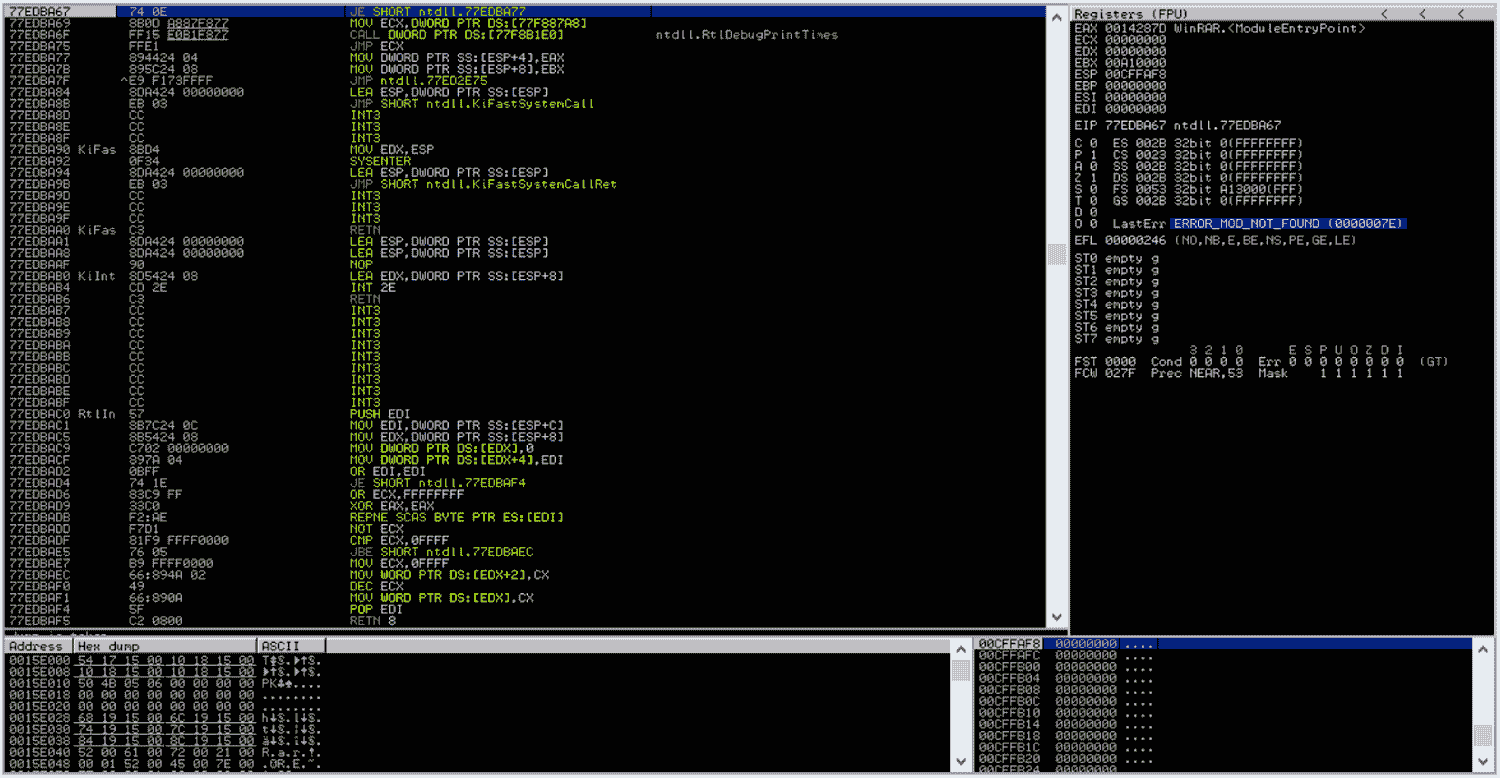 77EDBA67 74 0E JE SHORT ntdll.77EDBA77
77EDBA69 8B0D A887F877 MOV ECX,DWORD PTR DS:[77F887A8]
77EDBA6F FF15 E0B1F877 CALL DWORD PTR DS:[77F8B1E0] ntdll.RtlDebugPrintTimes
77EDBA75 FFE1 JMP ECX
77EDBA77 894424 04 MOV DWORD PTR SS:[ESP+4],EAX
77EDBA7B 895C24 08 MOV DWORD PTR SS:[ESP+8],EBX
77EDBA7F ^E9 F173FFFF JMP ntdll.77ED2E75
77EDBA84 8DA424 00000000 LEA ESP,DWORD PTR SS:[ESP]
77EDBA8B EB 03 JMP SHORT ntdll.KiFastSystemCall
77EDBA8D CC INT3
77EDBA8E CC INT3
77EDBA8F CC INT3
77EDBA90 KiFas 8BD4 MOV EDX,ESP
77EDBA92 0F34 SYSENTER
77EDBA94 8DA424 00000000 LEA ESP,DWORD PTR SS:[ESP]
77EDBA9B EB 03 JMP SHORT ntdll.KiFastSystemCallRet
77EDBA9D CC INT3
77EDBA9E CC INT3
77EDBA9F CC INT3
77EDBAA0 KiFas C3 RETN
77EDBAA1 8DA424 00000000 LEA ESP,DWORD PTR SS:[ESP]
77EDBAA8 8DA424 00000000 LEA ESP,DWORD PTR SS:[ESP]
77EDBAAF 90 NOP
77EDBAB0 KiInt 8D5424 08 LEA EDX,DWORD PTR SS:[ESP+8]
77EDBAB4 CD 2E INT 2E
77EDBAB6 C3 RETN
77EDBAB7 CC INT3
77EDBAB8 CC INT3
77EDBAB9 CC INT3
77EDBABA CC INT3
77EDBABB CC INT3
77EDBABC CC INT3
77EDBABD CC INT3
77EDBABE CC INT3
77EDBABF CC INT3
77EDBAC0 RtlIn 57 PUSH EDI
77EDBAC1 8B7C24 0C MOV EDI,DWORD PTR SS:[ESP+C]
77EDBAC5 8B5424 08 MOV EDX,DWORD PTR SS:[ESP+8]
77EDBAC9 C702 00000000 MOV DWORD PTR DS:[EDX],0
77EDBACF 897A 04 MOV DWORD PTR DS:[EDX+4],EDI
77EDBAD2 0BFF OR EDI,EDI
77EDBAD4 74 1E JE SHORT ntdll.77EDBAF4
77EDBAD6 83C9 FF OR ECX,FFFFFFFF
77EDBAD9 33C0 XOR EAX,EAX
77EDBADB F2:AE REPNE SCAS BYTE PTR ES:[EDI]
77EDBADD F7D1 NOT ECX
77EDBADF 81F9 FFFF0000 CMP ECX,0FFFF
77EDBAE5 76 05 JBE SHORT ntdll.77EDBAEC
77EDBAE7 B9 FFFF0000 MOV ECX,0FFFF
77EDBAEC 66:894A 02 MOV WORD PTR DS:[EDX+2],CX
77EDBAF0 49 DEC ECX
77EDBAF1 66:890A MOV WORD PTR DS:[EDX],CX
77EDBAF4 5F POP EDI
77EDBAF5 C2 0800 RETN 8
Registers (FPU) < < <
EAX 0014287D WinRAR.<ModuleEntryPoint>
ECX 00000000
EDX 00000000
EBX 00A10000
ESP 00CFFAF8
EBP 00000000
ESI 00000000
EDI 00000000
EIP 77EDBA67 ntdll.77EDBA67
C 0 ES 002B 32bit 0(FFFFFFFF)
P 1 CS 0023 32bit 0(FFFFFFFF)
A 0 SS 002B 32bit 0(FFFFFFFF)
Z 1 DS 002B 32bit 0(FFFFFFFF)
S 0 FS 0053 32bit A13000(FFF)
T 0 GS 002B 32bit 0(FFFFFFFF)
D 0
O 0 LastErr ERROR_MOD_NOT_FOUND (0000007E)
EFL 00000246 (NO,NB,E,BE,NS,PE,GE,LE)
ST0 empty g
ST1 empty g
ST2 empty g
ST3 empty g
ST4 empty g
ST5 empty g
ST6 empty g
ST7 empty g
3 2 1 0 E S P U O Z D I
FST 0000 Cond 0 0 0 0 Err 0 0 0 0 0 0 0 0 (GT)
FCW 027F Prec NEAR,53 Mask 1 1 1 1 1 1
Address Hex dump ASCII
0015E000 54 17 15 00 10 18 15 00 T‡§.►↑§.
0015E008 10 18 15 00 10 18 15 00 ►↑§.►↑§.
0015E010 50 4B 05 06 00 00 00 00 PK♣♠....
0015E018 00 00 00 00 00 00 00 00 ........
0015E020 00 00 00 00 00 00 00 00 ........
0015E028 68 19 15 00 6C 19 15 00 h↓§.l↓§.
0015E030 74 19 15 00 7C 19 15 00 t↓§.|↓§.
0015E038 84 19 15 00 8C 19 15 00 ä↓§.î↓§.
0015E040 52 00 61 00 72 00 21 00 R.a.r.!.
0015E048 00 01 52 00 45 00 7E 00
00CFFAF8 00000000 ....
00CFFAFC 00000000 ....
00CFFB00 00000000 ....
00CFFB04 00000000 ....
00CFFB08 00000000 ....
00CFFB0C 00000000 ....
00CFFB10 00000000 ....
00CFFB14 00000000 ....
00CFFB18 00000000 ....
00CFFB1C 00000000 ....
00CFFB20 00000000 ....
00CFFB24 00000000 ....